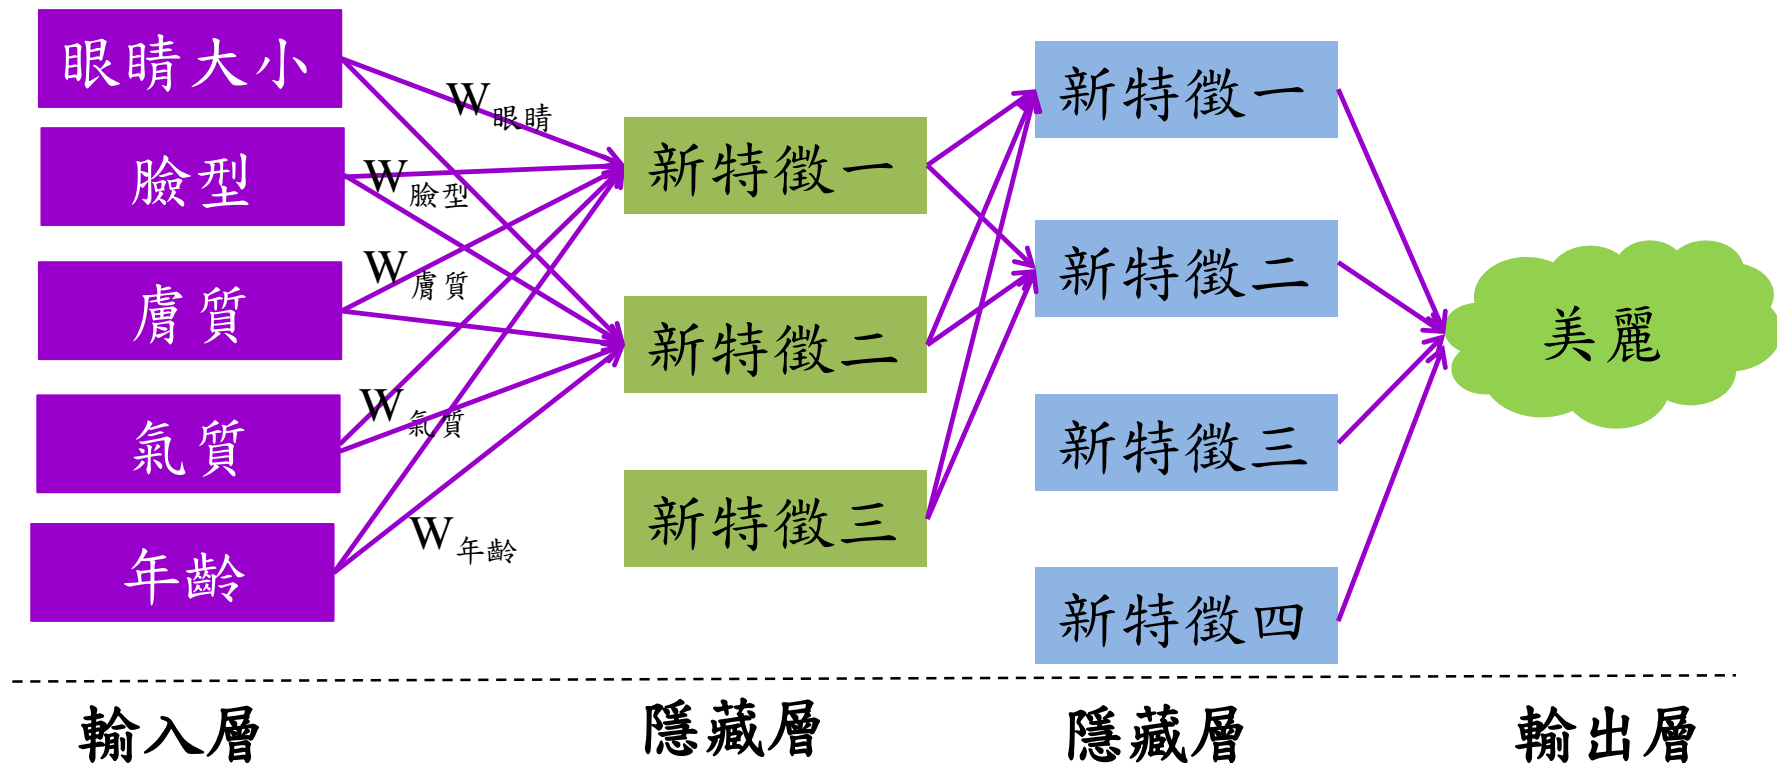 眼睛大小
臉型
膚質
氣質
年齡
W眼睛
W臉型
W膚質
W氣質
W年齡
新特徵一
新特徵二
新特徵三
新特徵一
新特徵二
新特徵三
新特徵四
美麗
輸入層
隱藏層
隱藏層
輸出層